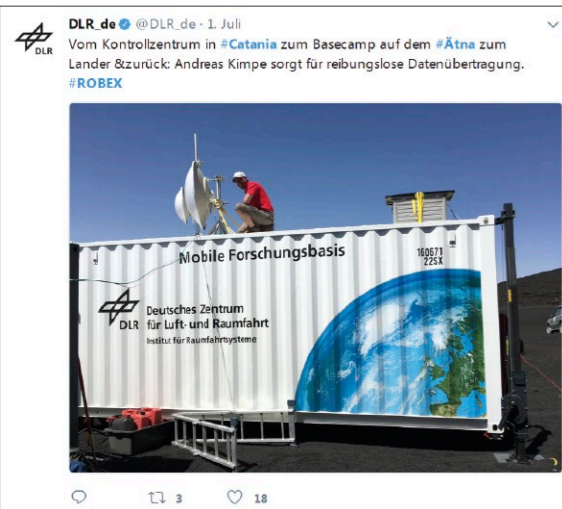 DLR_de @DLR_de · 1. Juli
DLR
Vom Kontrollzentrum in #Catania zum Basecamp auf dem #Ätna zum
Lander &zurück: Andreas Kimpe sorgt für reibungslose Datenübertragung.
#ROBEX
Mobile Forschungsbasis
160671
22SX
DLR
Deutsches Zentrum
für Luft- und Raumfahrt
Institut für Raumfahrtsysteme
3
18